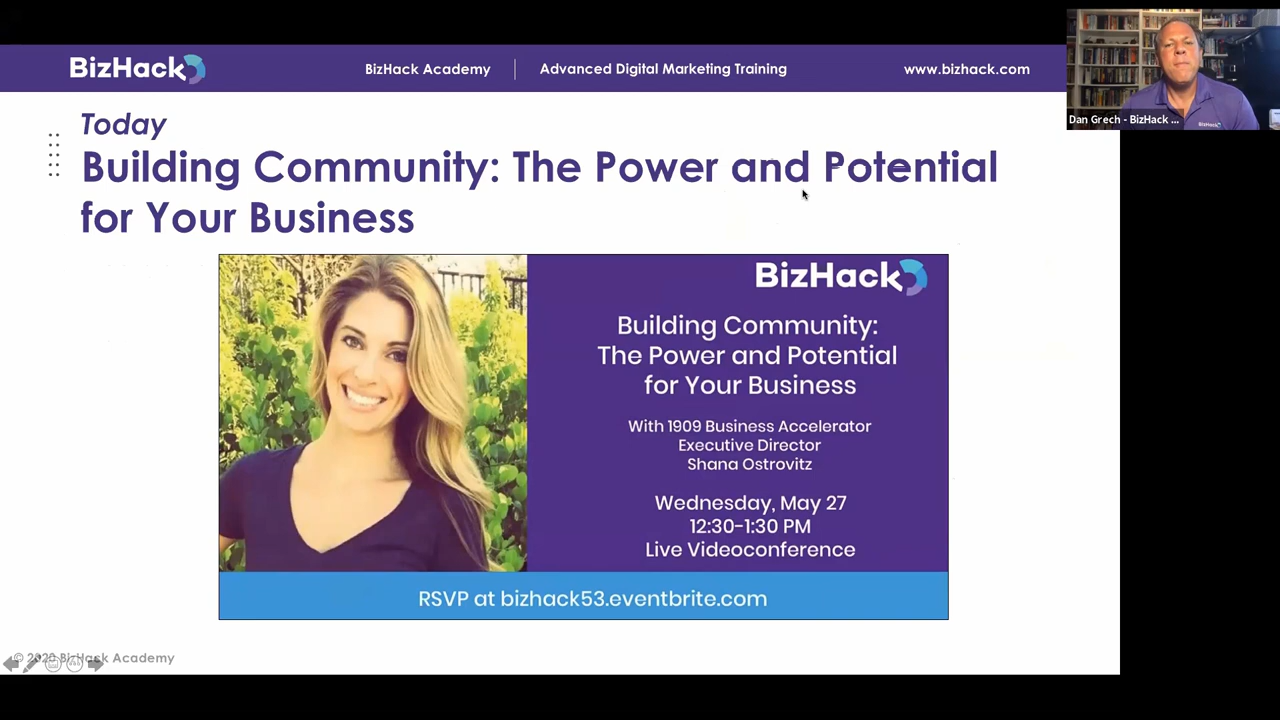 BizHack
BizHack Academy
Advanced Digital Marketing Training
www.bizhack.com
Dan Grech - BizHack ...
BizHack
Today
Building Community: The Power and Potential
for Your Business
BizHack
Building Community:
The Power and Potential
for Your Business
With 1909 Business Accelerator
Executive Director
Shana Ostrovitz
Wednesday, May 27
12:30-1:30 PM
Live Videoconference
RSVP at bizhack53.eventbrite.com
© 2020 BizHack Academy